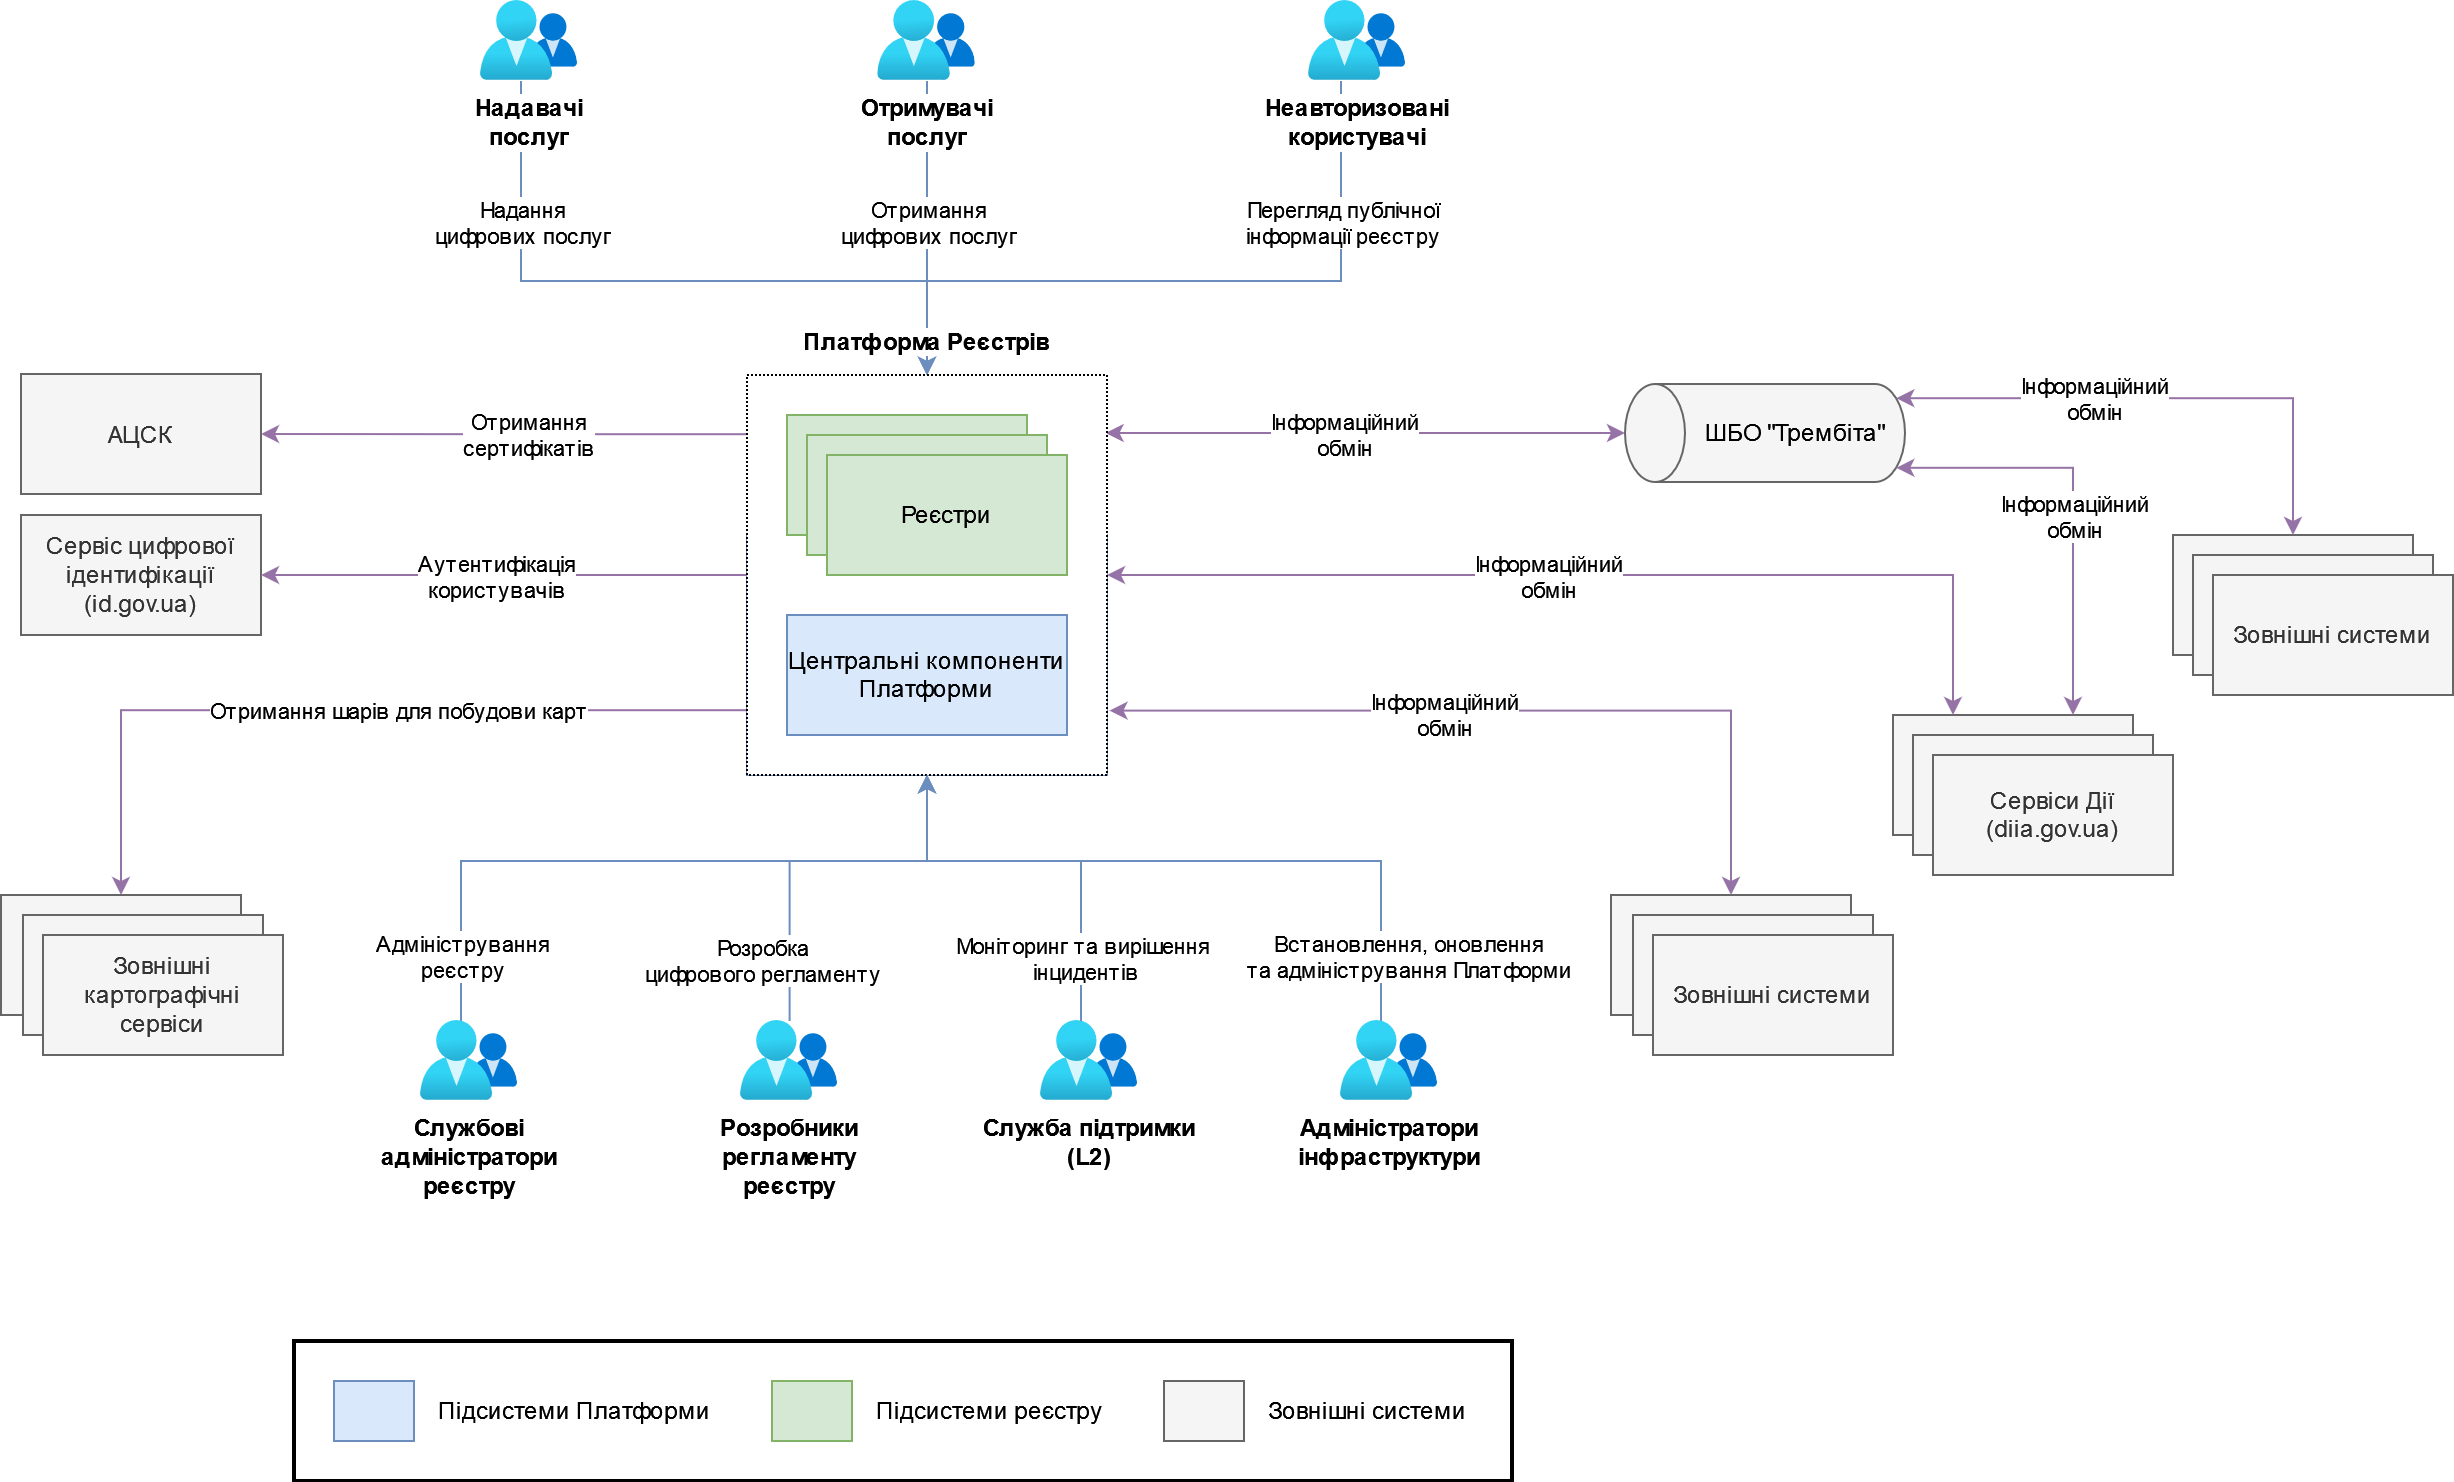 Надавачі
послуг
Отримувачі
послуг
Неавторизовані
користувачі
Надання
цифрових послуг
Отримання
цифрових послуг
Перегляд публічної
інформації реєстру
Платформа Реєстрів
АЦСК
Отримання
сертифікатів
Реєстри
Інформаційний
обмін
ШБО "Трембіта"
Інформаційний
обмін
Інформаційний
обмін
Зовнішні системи
Сервіс цифрової
ідентифікації
(id.gov.ua)
Аутентифікація
користувачів
Інформаційний
обмін
Центральні компоненти
Платформи
Отримання шарів для побудови карт
Інформаційний
обмін
Сервіси Дії
(diia.gov.ua)
Зовнішні
картографічні
сервіси
Адміністрування
реєстру
Розробка
цифрового регламенту
Моніторинг та вирішення
інцидентів
Встановлення, оновлення
та адміністрування Платформи
Зовнішні системи
Службові
адміністратори
реєстру
Розробники
регламенту
реєстру
Служба підтримки
(L2)
Адміністратори
інфраструктури
Підсистеми Платформи
Підсистеми реєстру
Зовнішні системи